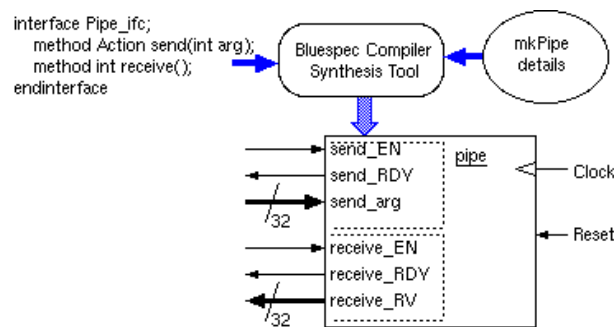 interface Pipe_ifc;
method Action send(int arg);
method int receive();
endinterface
Bluespec Compiler
Synthesis Tool
mkPipe
details
send_EN
send_RDY
send_arg
32
receive_EN
receive_RDY
receive_RV
32
pipe
Clock
Reset